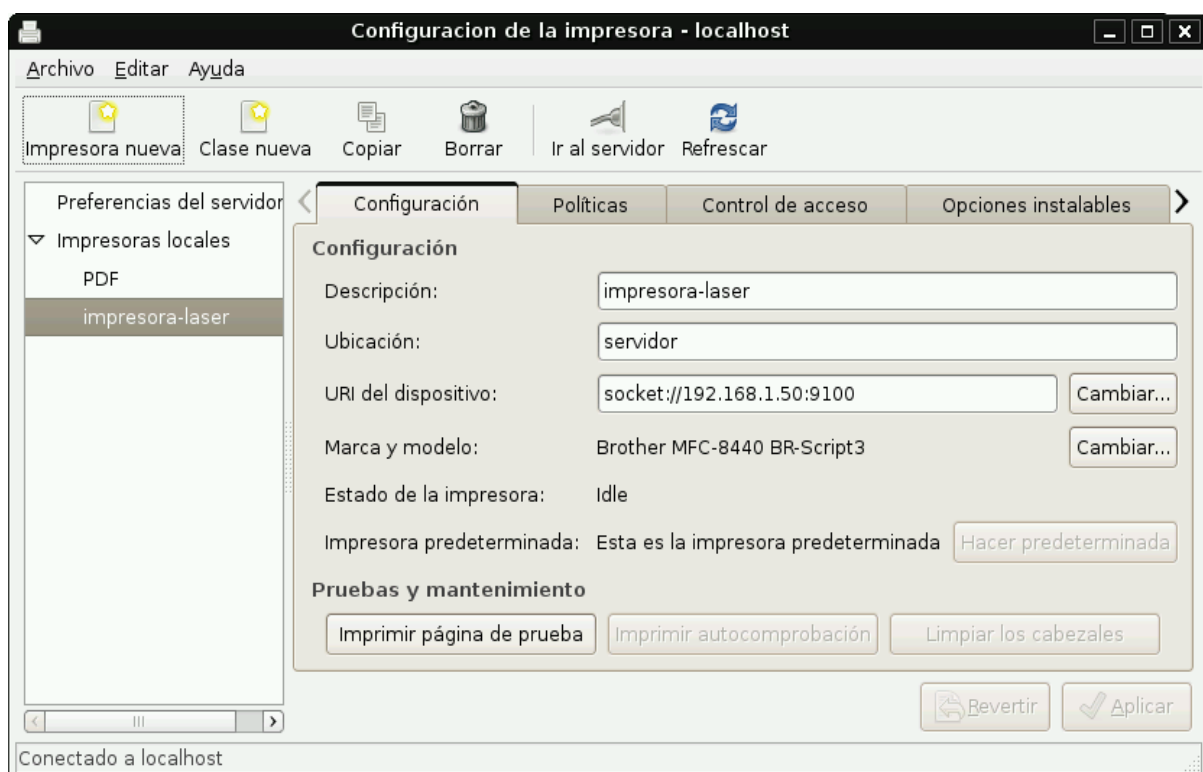 Configuracion de la impresora - localhost
Archivo Editar Ayuda
Impresora nueva Clase nueva Copiar Borrar Ir al servidor Refrescar
Preferencias del servidor
Impresoras locales
PDF
impresora-laser
Configuración Políticas Control de acceso Opciones instalables
Configuración
Descripción: impresora-laser
Ubicación: servidor
URI del dispositivo: socket://192.168.1.50:9100 Cambiar...
Marca y modelo: Brother MFC-8440 BR-Script3 Cambiar...
Estado de la impresora: Idle
Impresora predeterminada: Esta es la impresora predeterminada Hacer predeterminada
Pruebas y mantenimiento
Imprimir página de prueba Imprimir autocomprobación Limpiar los cabezales
Revertir Aplicar
Conectado a localhost